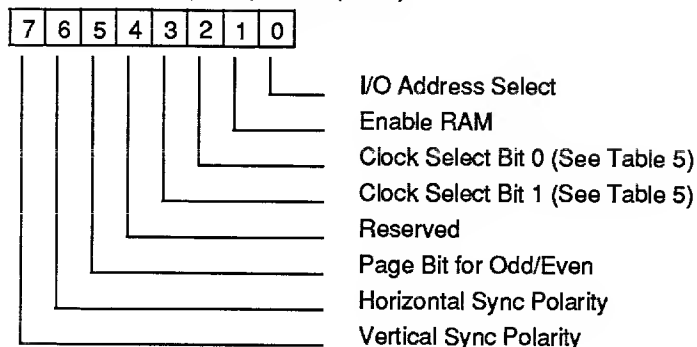 7 6 5 4 3 2 1 0
I/O Address Select
Enable RAM
Clock Select Bit 0 (See Table 5)
Clock Select Bit 1 (See Table 5)
Reserved
Page Bit for Odd/Even
Horizontal Sync Polarity
Vertical Sync Polarity